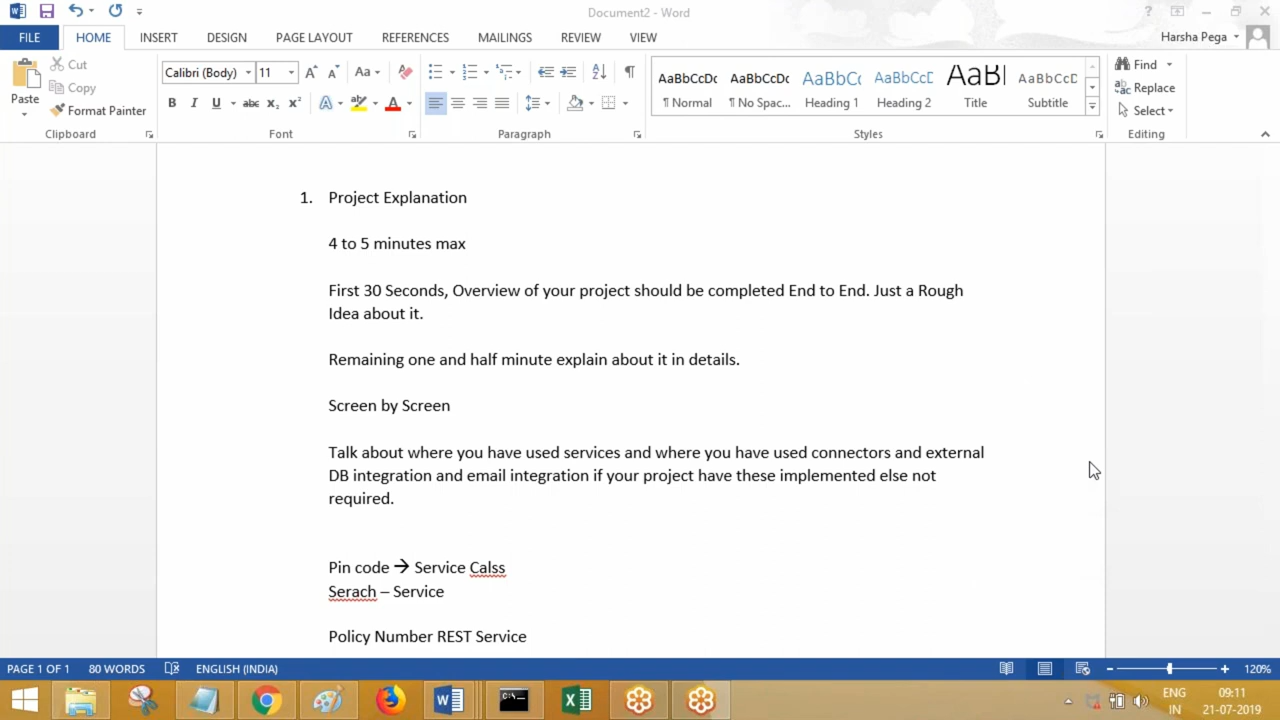 Document2 - Word
FILE HOME INSERT DESIGN PAGE LAYOUT REFERENCES MAILINGS REVIEW VIEW Harsha Pega
Paste Cut Copy Format Painter
Calibri (Body) 11
AaBbCcDc AaBbCcDc AaBbC AaBbCcD AaB AaBbCcD
¶ Normal ¶ No Spac... Heading 1 Heading 2 Title Subtitle
Find Replace Select
Clipboard Font Paragraph Styles Editing
1. Project Explanation
4 to 5 minutes max
First 30 Seconds, Overview of your project should be completed End to End. Just a Rough
Idea about it.
Remaining one and half minute explain about it in details.
Screen by Screen
Talk about where you have used services and where you have used connectors and external
DB integration and email integration if your project have these implemented else not
required.
Pin code → Service Calss
Serach – Service
Policy Number REST Service
PAGE 1 OF 1 80 WORDS ENGLISH (INDIA) 120%
ENG 09:11
IN 21-07-2019